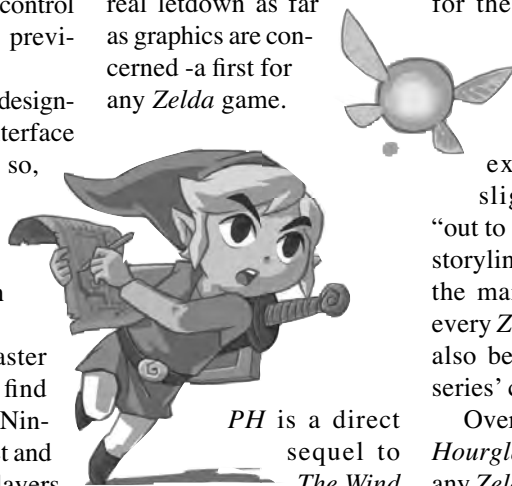 control
previ-
design-
terface
so,
aster
find
Nin-
t and
layers
real letdown as far
as graphics are con-
cerned -a first for
any Zelda game.
PH is a direct
sequel to
The Wind
for the
ex
slig
“out to
storylin
the mai
every Z
also be
series’ c
Over
Hourgl
any Zel